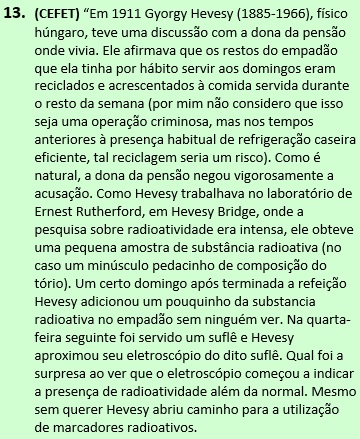 13. (CEFET) “Em 1911 Gyorgy Hevesy (1885-1966), físico
húngaro, teve uma discussão com a dona da pensão
onde vivia. Ele afirmava que os restos do empadão
que ela tinha por hábito servir aos domingos eram
reciclados e acrescentados à comida servida durante
o resto da semana (por mim não considero que isso
seja uma operação criminosa, mas nos tempos
anteriores à presença habitual de refrigeração caseira
eficiente, tal reciclagem seria um risco). Como é
natural, a dona da pensão negou vigorosamente a
acusação. Como Hevesy trabalhava no laboratório de
Ernest Rutherford, em Hevesy Bridge, onde a
pesquisa sobre radioatividade era intensa, ele obteve
uma pequena amostra de substância radioativa (no
caso um minúsculo pedacinho de composição do
tório). Um certo domingo após terminada a refeição
Hevesy adicionou um pouquinho da substancia
radioativa no empadão sem ninguém ver. Na quarta-
feira seguinte foi servido um suflê e Hevesy
aproximo seu eletroscópio do dito suflê. Qual foi a
surpresa ao ver que o eletroscópio começou a indicar
a presença de radioatividade além da normal. Mesmo
sem querer Hevesy abriu caminho para a utilização
de marcadores radioativos.